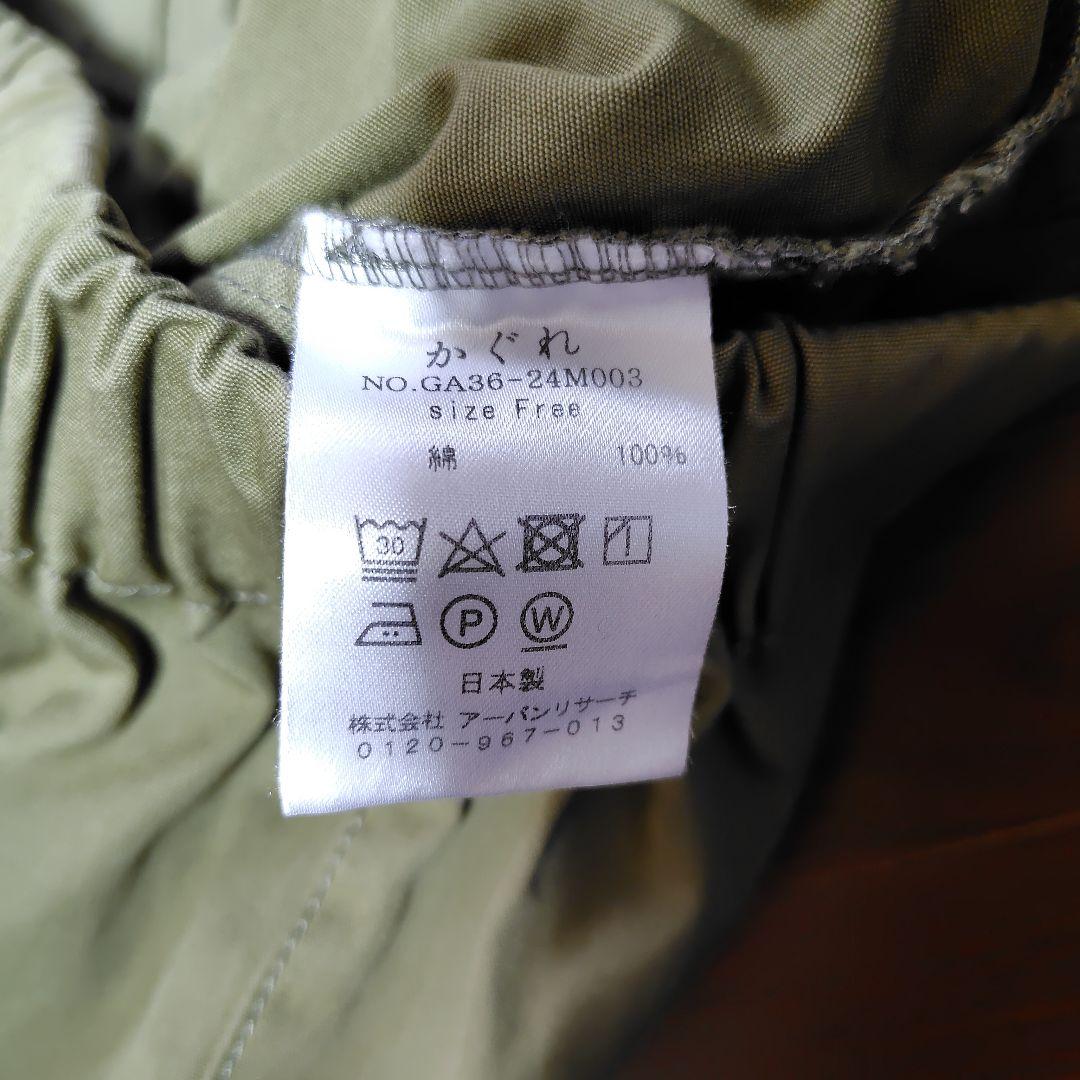 かぐれ
NO.GA36-24M003
size Free
綿 100%
30
P W
日本製
株式会社 アーバンリサーチ
0120-967-013